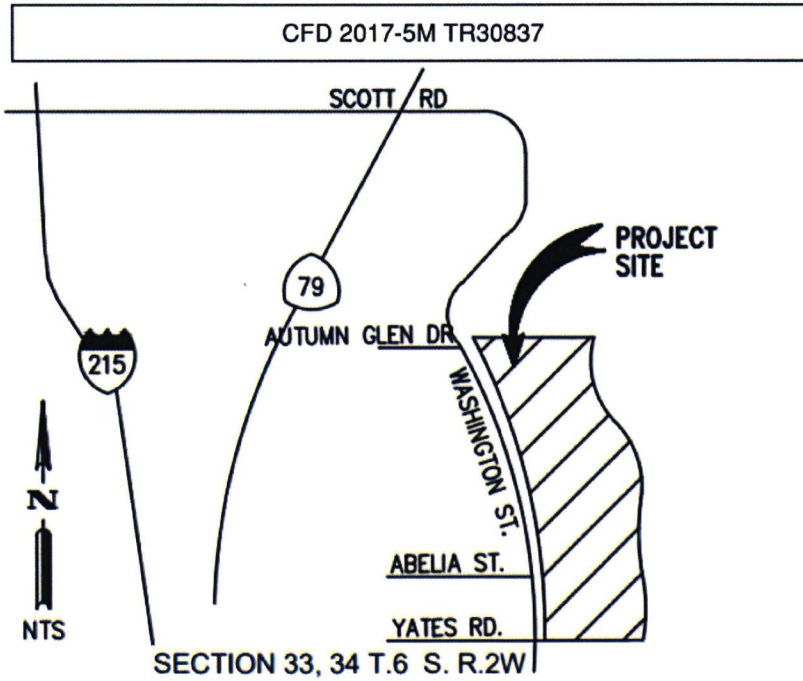 CFD 2017-5M TR30837
SCOTT RD
PROJECT
SITE
79
AUTUMN GLEN DR
215
WASHINGTON ST.
N
ABELIA ST.
NTS
YATES RD.
SECTION 33, 34 T.6 S. R.2W